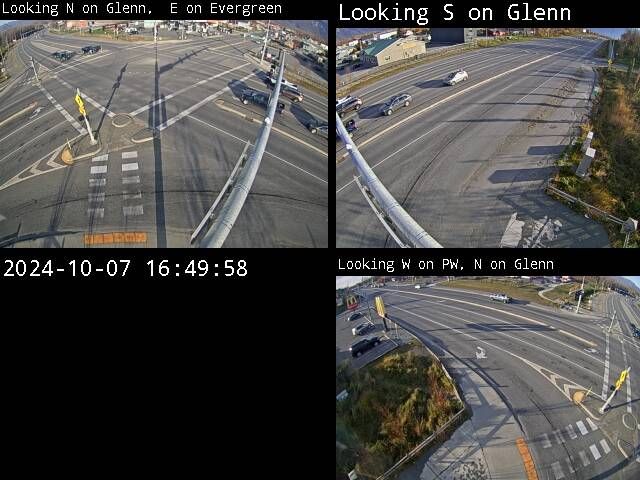 Looking N on Glenn, E on Evergreen
Looking S on Glenn
2024-10-07 16:49:58
Looking W on PW, N on Glenn